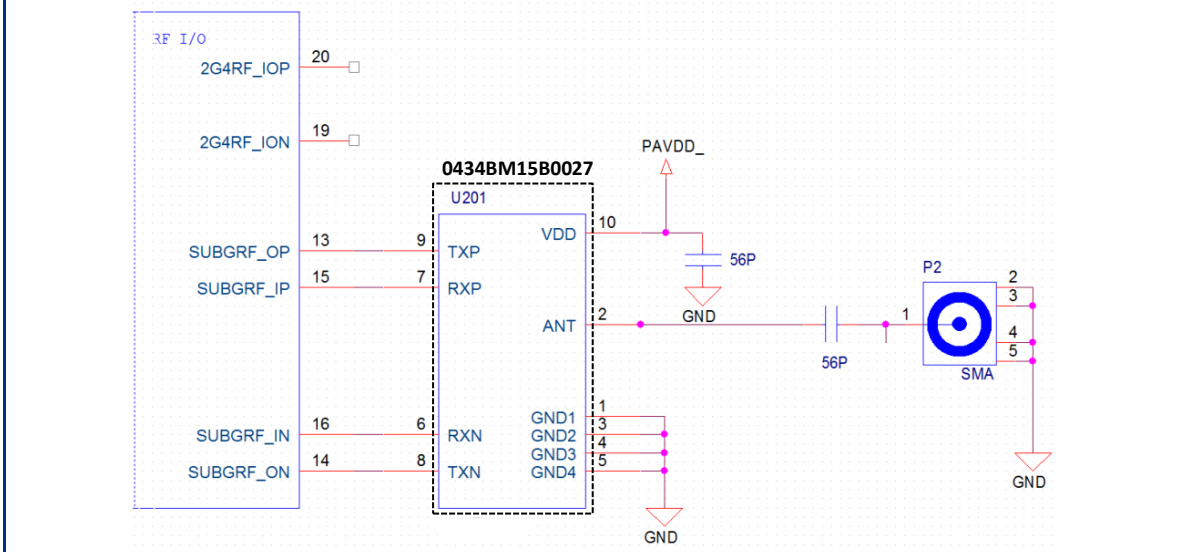 RF I/O
2G4RF_IOP
20
2G4RF_ION
19
PAVDD_
0434BM15B0027
U201
VDD
10
SUBGRF_OP
13
9
TXP
56P
SUBGRF_IP
15
7
RXP
P2
2
3
GND
ANT
2
1
4
5
56P
SMA
GND1
1
SUBGRF_IN
16
6
RXN
GND2
3
GND3
4
SUBGRF_ON
14
8
TXN
GND4
5
GND
GND